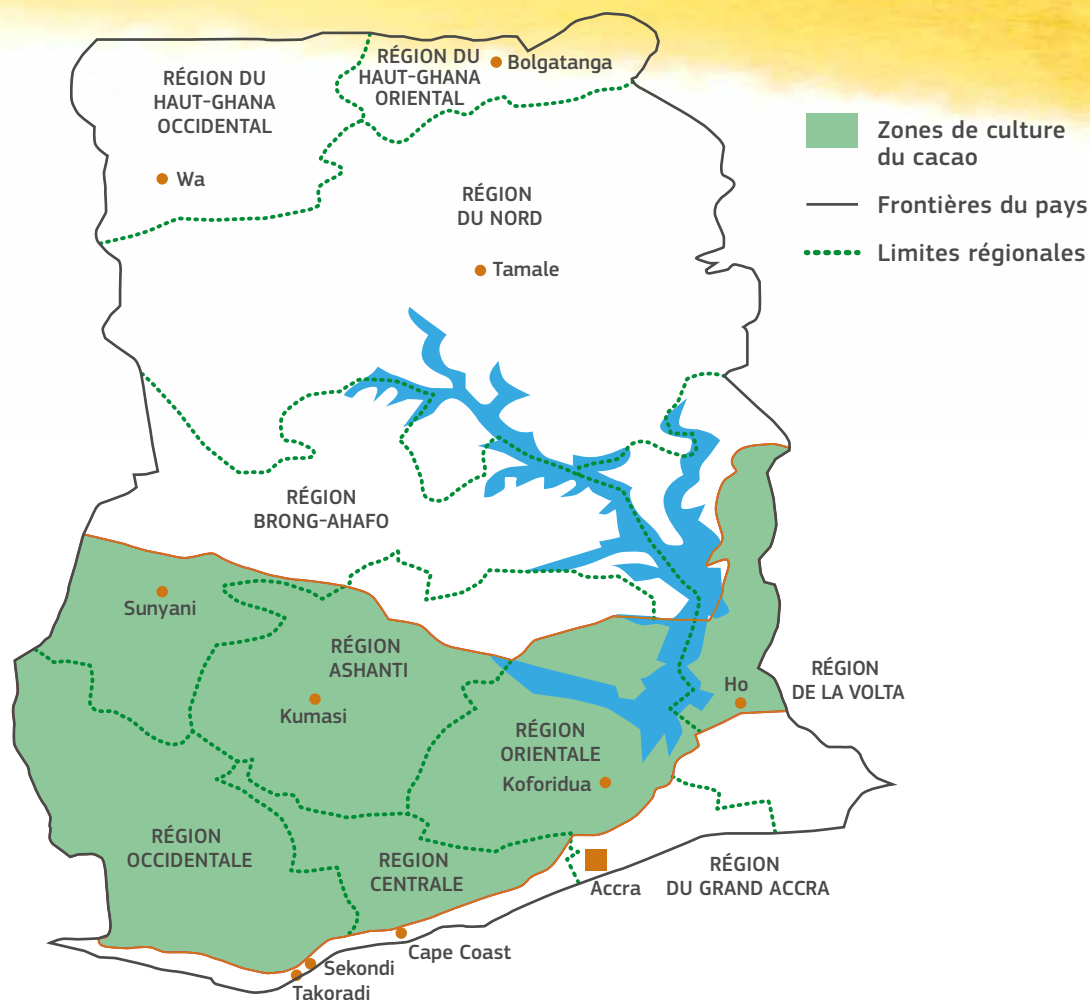 RÉGION DU
HAUT-GHANA
OCCIDENTAL
RÉGION DU
HAUT-GHANA
ORIENTAL
Bolgatanga
Wa
RÉGION
DU NORD
Tamale
Zones de culture
du cacao
Frontières du pays
Limites régionales
RÉGION
BRONG-AHAFO
Sunyani
RÉGION
ASHANTI
Kumasi
RÉGION
ORIENTALE
Koforidua
Ho
RÉGION
DE LA VOLTA
RÉGION
OCCIDENTALE
REGION
CENTRALE
Accra
RÉGION
DU GRAND ACCRA
Cape Coast
Sekondi
Takoradi